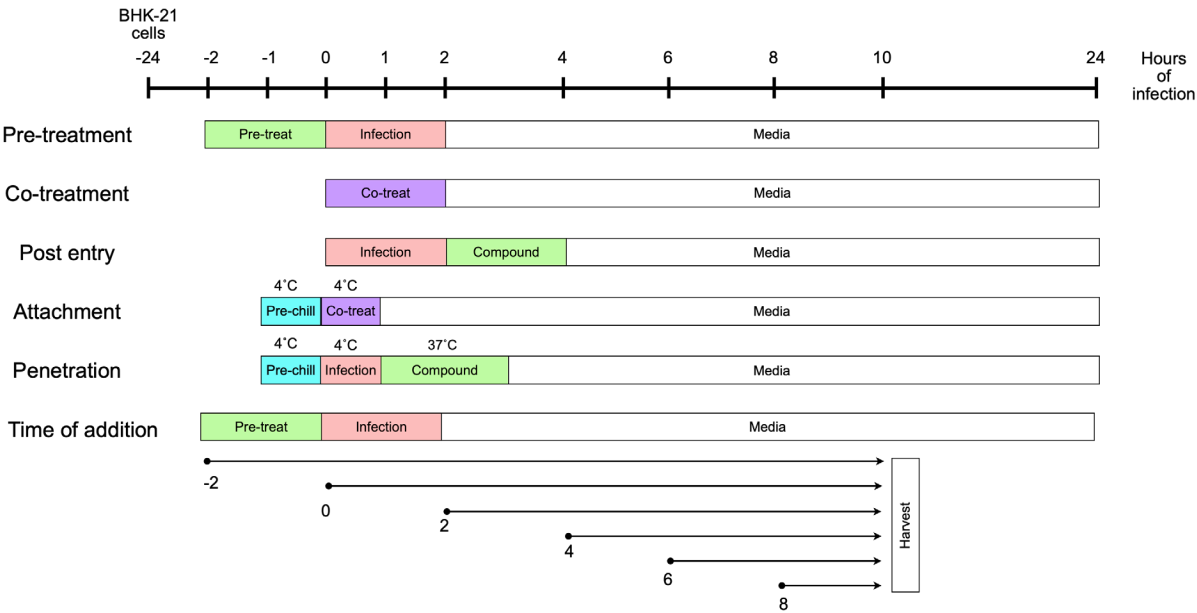 BHK-21
cells
-24 -2 -1 0 1 2 4 6 8 10 24
Hours
of
infection
Pre-treatment Pre-treat Infection Media
Co-treatment Co-treat Media
Post entry Infection Compound Media
4˚C 4˚C
Attachment Pre-chill Co-treat Media
4˚C 4˚C 37˚C
Penetration Pre-chill Infection Compound Media
Time of addition Pre-treat Infection Media
-2
0
2
4
6
8
Harvest